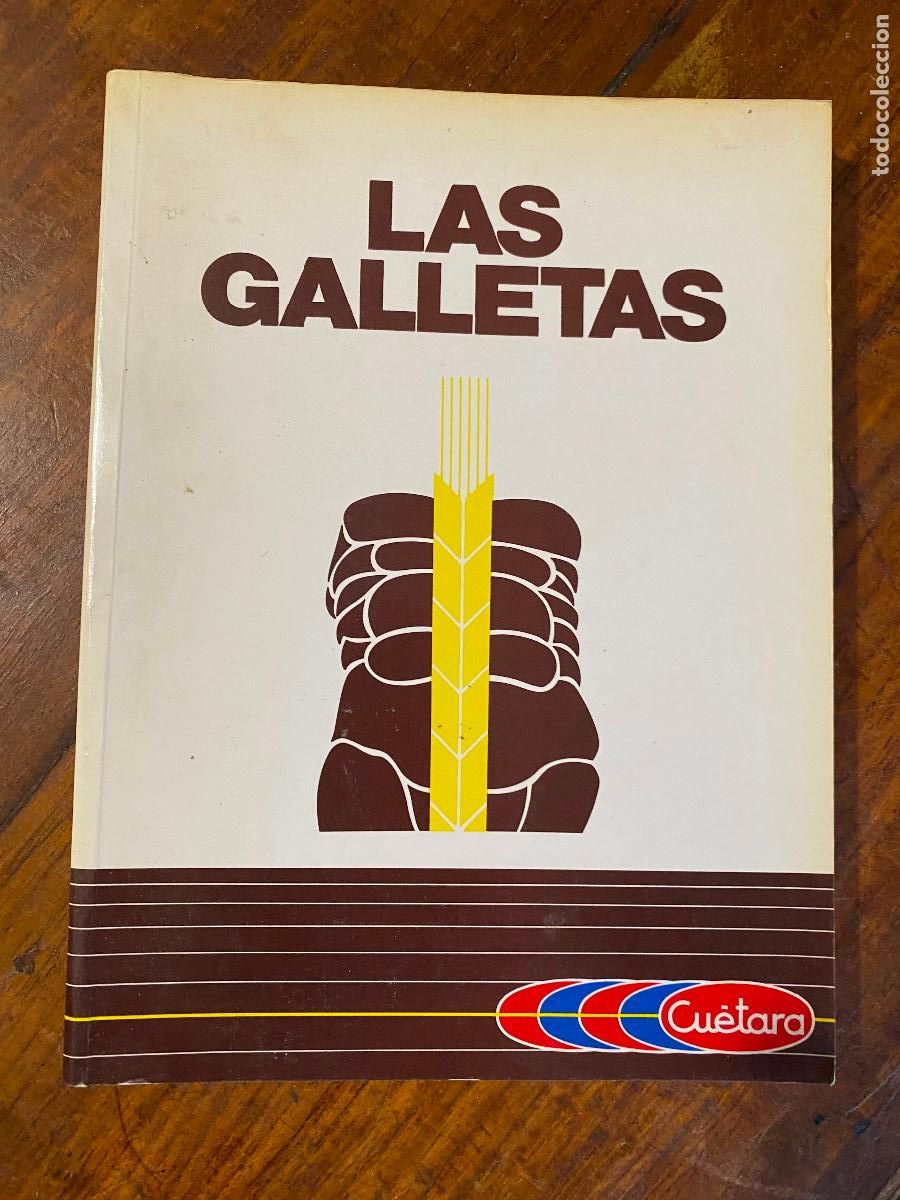 LAS
GALLETAS
Cuétara
todocoleccion